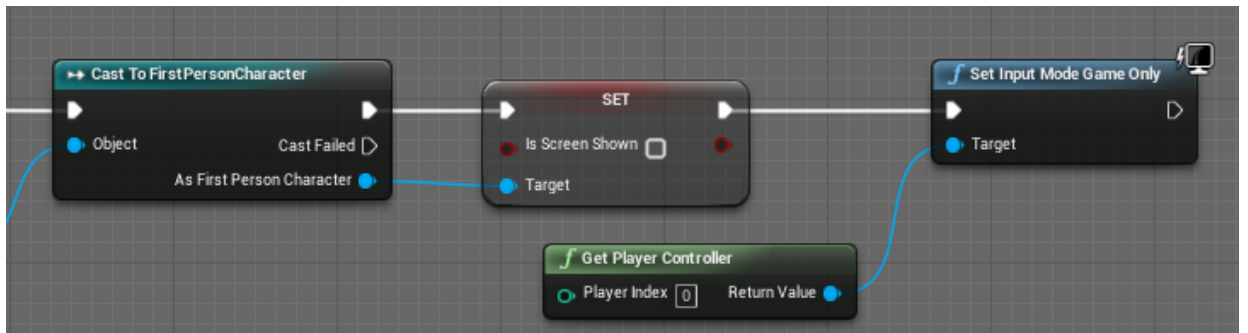 Cast To FirstPersonCharacter
Object
Cast Failed
As First Person Character
SET
Is Screen Shown
Target
f Get Player Controller
Player Index 0
Return Value
f Set Input Mode Game Only
Target